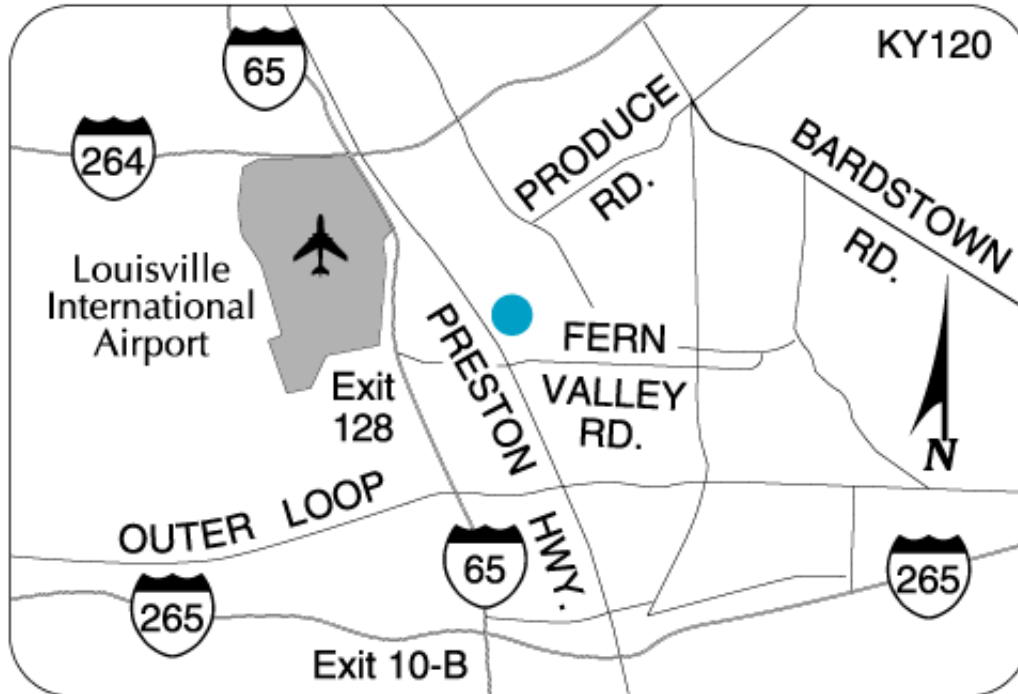 KY120
65
264
PRODUCE
RD.
BARDSTOWN
RD.
Louisville
International
Airport
PRESTON
HWY.
FERN
VALLEY
RD.
Exit
128
N
OUTER LOOP
65
265
265
Exit 10-B